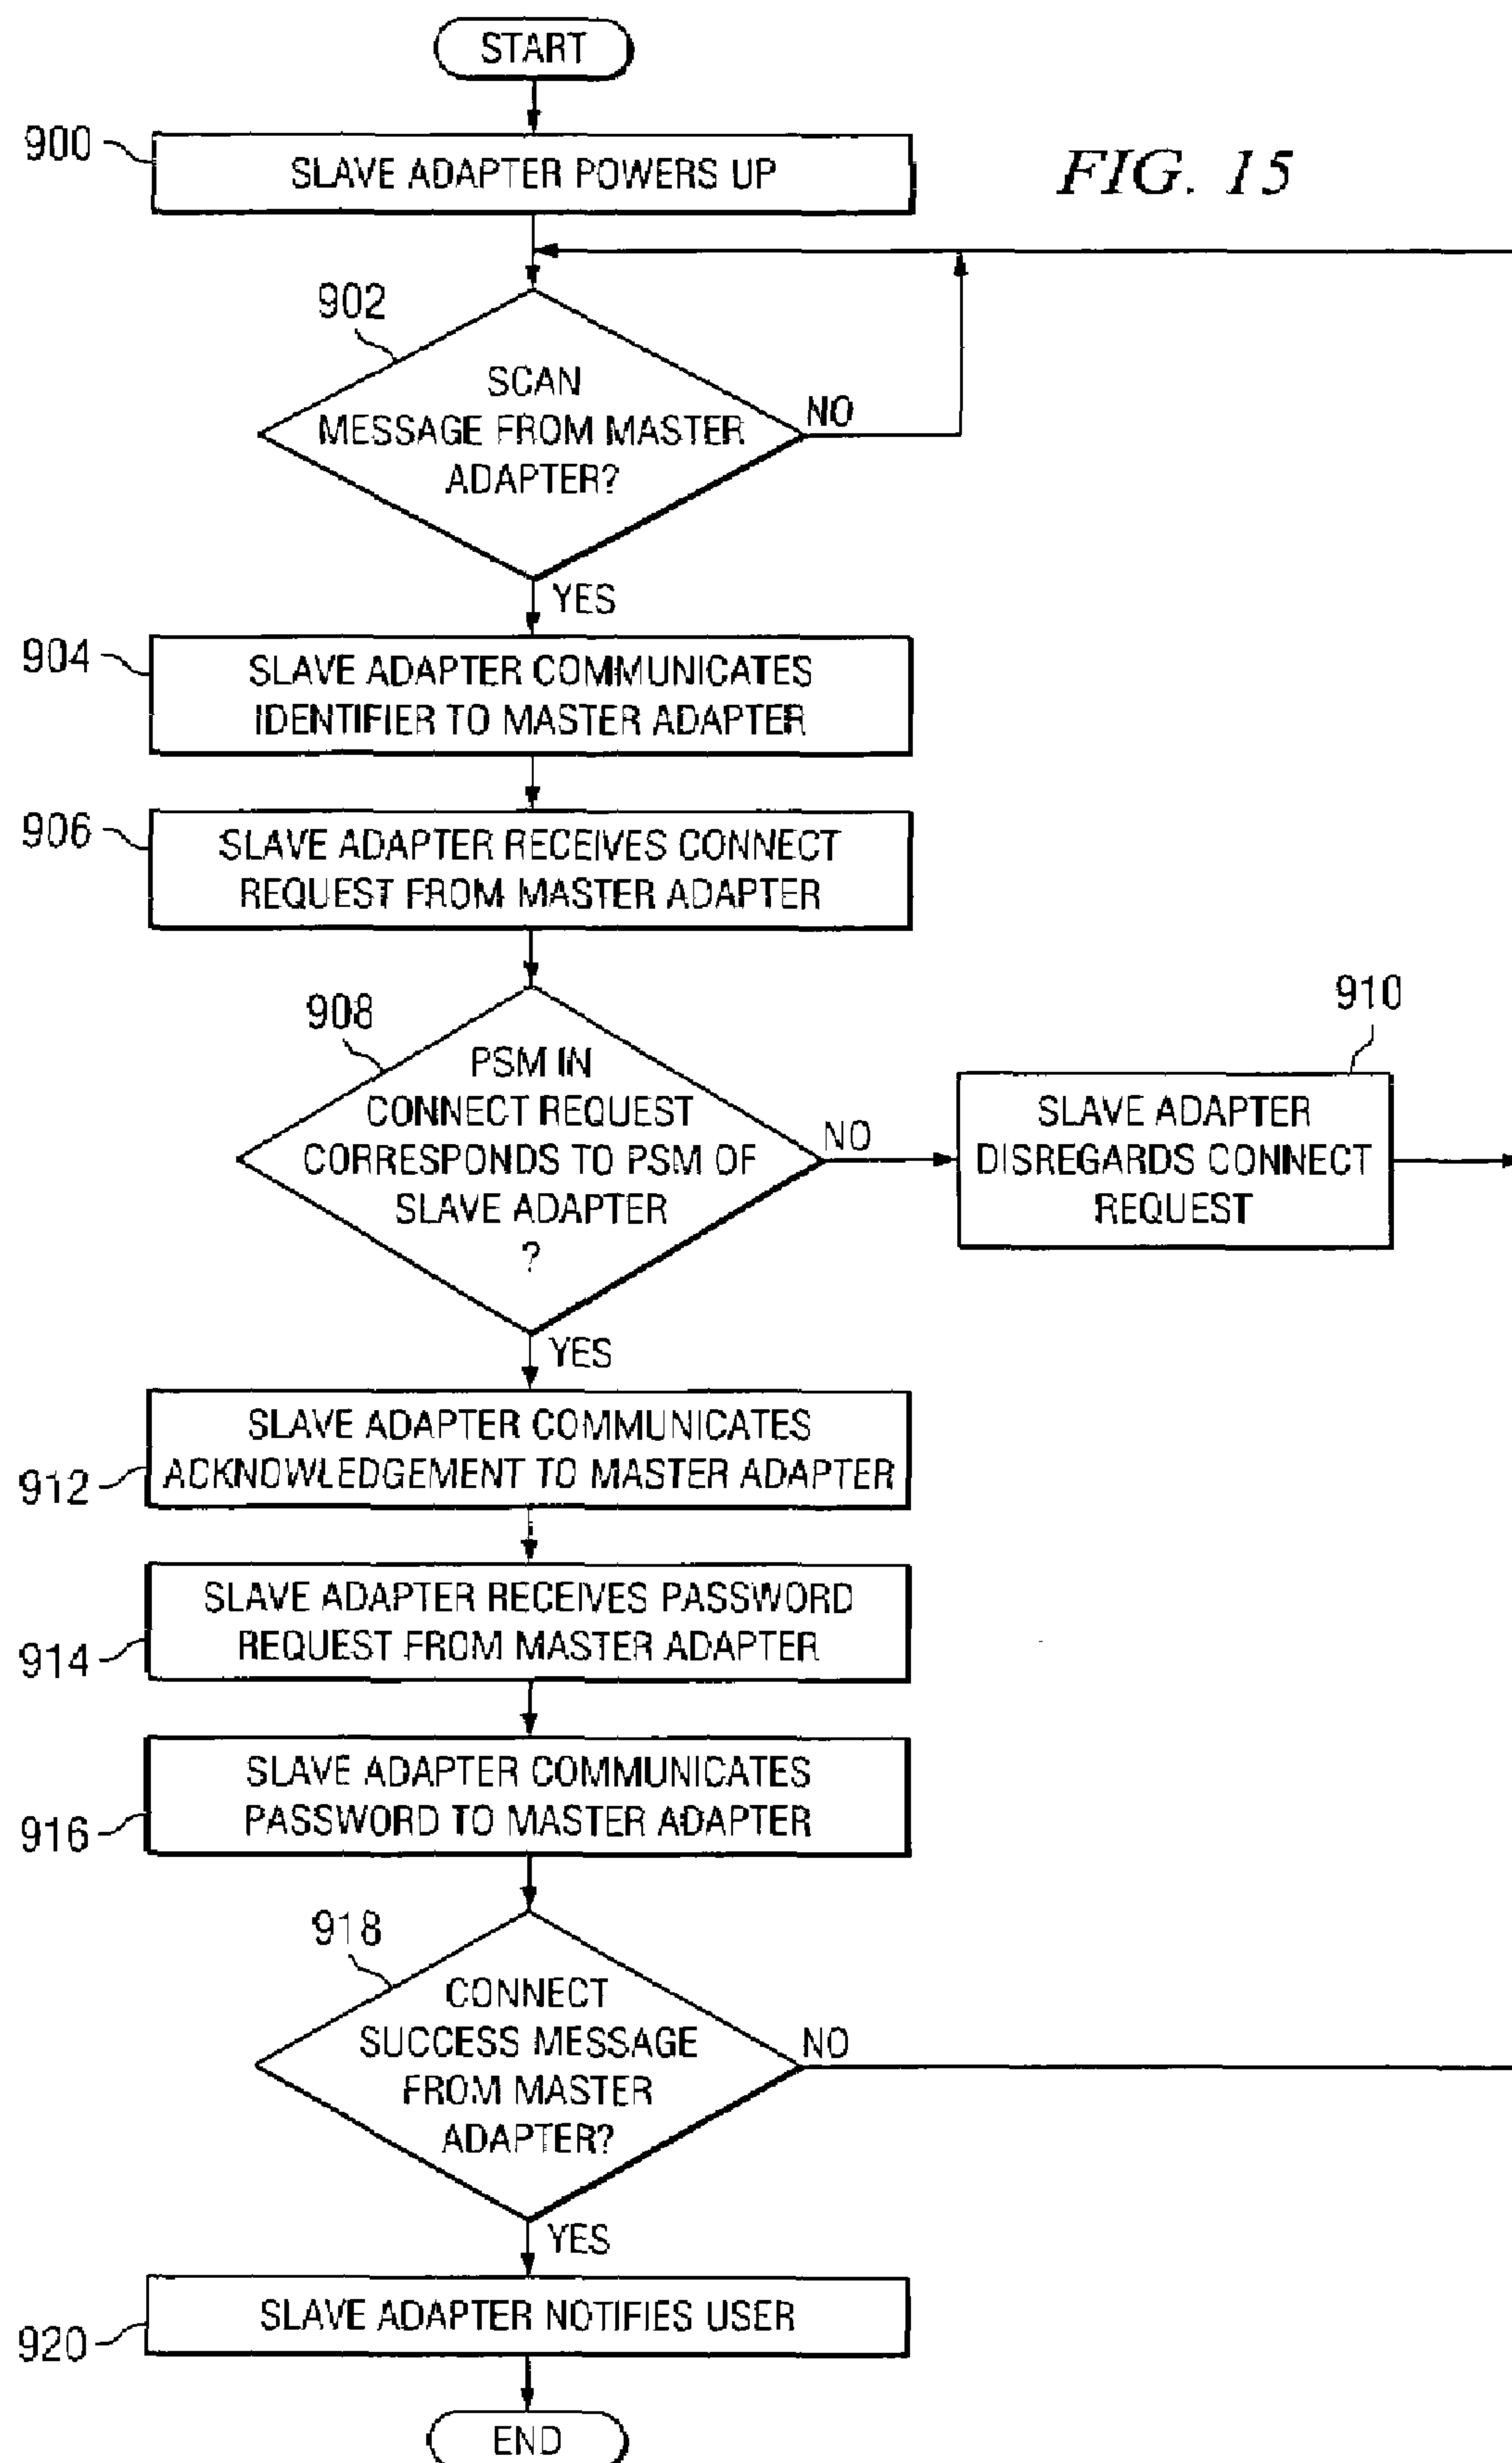 START
900
SLAVE ADAPTER POWERS UP
FIG. 15
902
SCAN
MESSAGE FROM MASTER
ADAPTER?
NO
YES
904
SLAVE ADAPTER COMMUNICATES
IDENTIFIER TO MASTER ADAPTER
906
SLAVE ADAPTER RECEIVES CONNECT
REQUEST FROM MASTER ADAPTER
908
PSM IN
CONNECT REQUEST
CORRESPONDS TO PSM OF
SLAVE ADAPTER
?
NO
910
SLAVE ADAPTER
DISREGARDS CONNECT
REQUEST
YES
912
SLAVE ADAPTER COMMUNICATES
ACKNOWLEDGEMENT TO MASTER ADAPTER
914
SLAVE ADAPTER RECEIVES PASSWORD
REQUEST FROM MASTER ADAPTER
916
SLAVE ADAPTER COMMUNICATES
PASSWORD TO MASTER ADAPTER
918
CONNECT
SUCCESS MESSAGE
FROM MASTER
ADAPTER?
NO
YES
920
SLAVE ADAPTER NOTIFIES USER
END